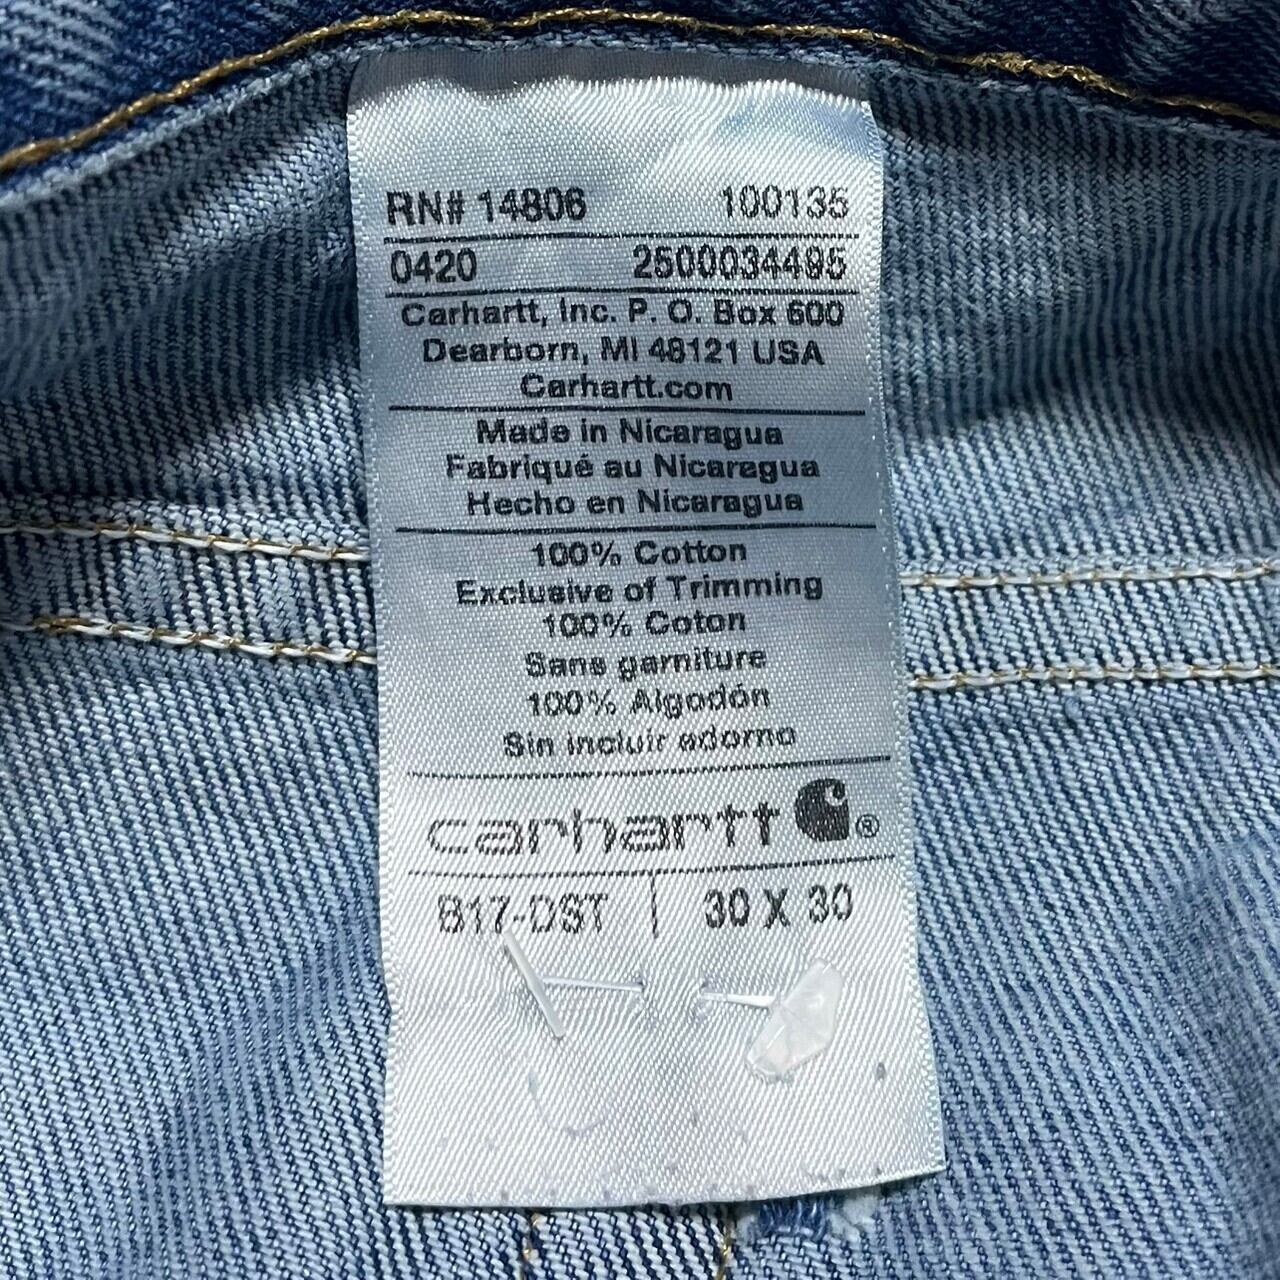 RN# 14806 100135
0420 2500034495
Carhartt, Inc. P. O. Box 600
Dearborn, MI 48121 USA
Carhartt.com
Made in Nicaragua
Fabriqué au Nicaragua
Hecho en Nicaragua
100% Cotton
Exclusive of Trimming
100% Coton
Sans garniture
100% Algodón
Sin incluir adorno
carhartt ®
B17-DST | 30 X 30